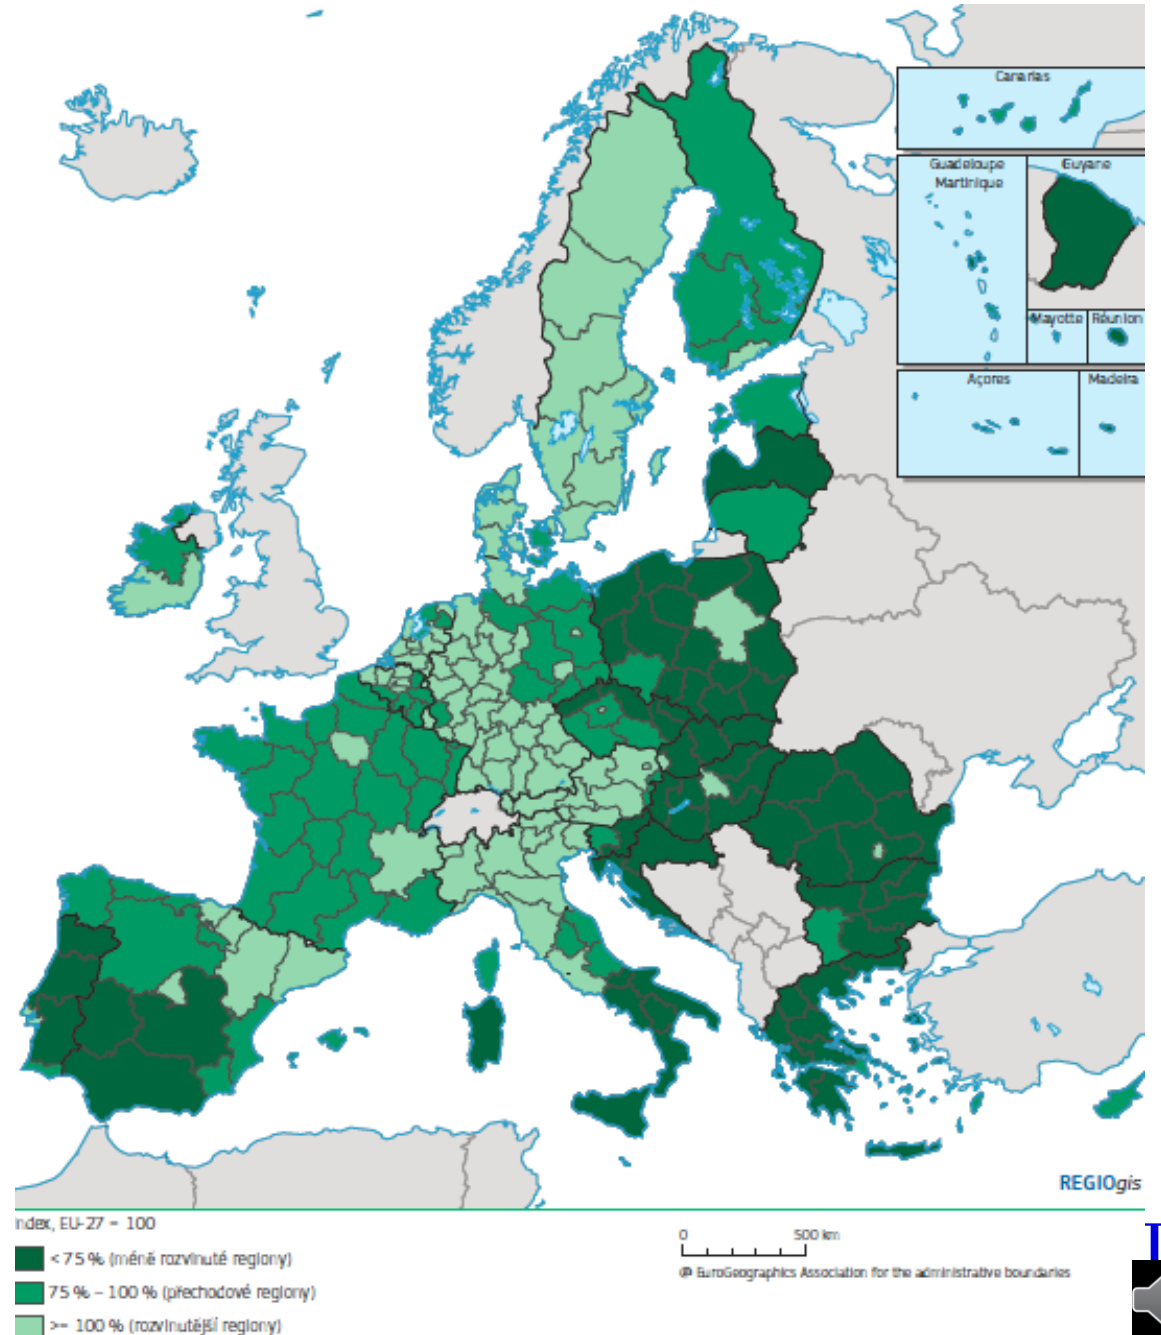 Canarias
Guadeloupe
Martinique
Guyane
Mayotte
Réunion
Açores
Madeira
REGIOgis
ndex, EU-27 = 100
< 75 % (méně rozvinuté regiony)
75 % – 100 % (přechodové regiony)
>= 100 % (rozvinutější regiony)
0
500 km
@ EuroGeographics Association for the administrative boundaries